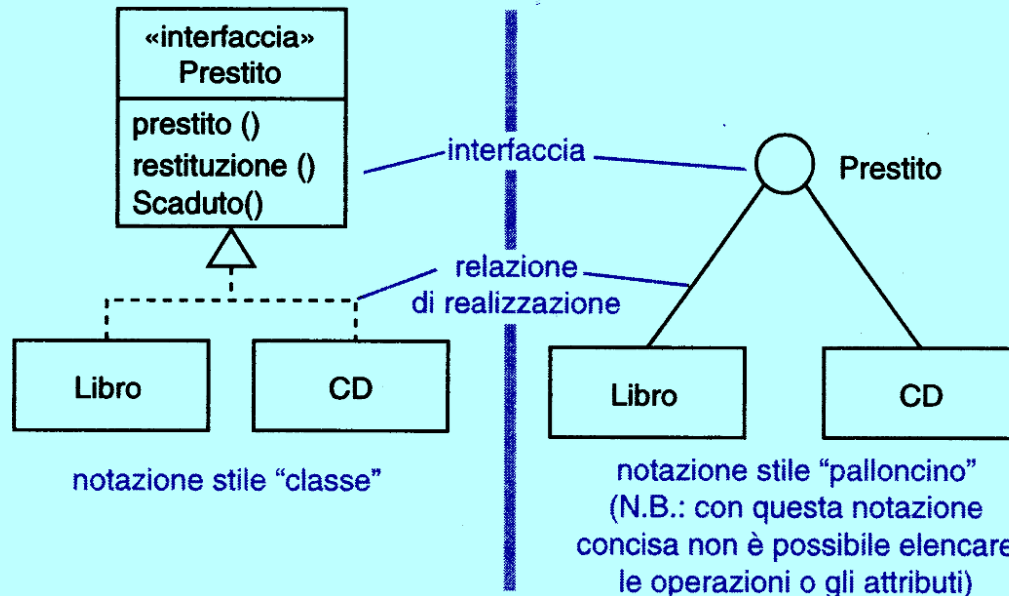 «interfaccia»
Prestito
prestito ()
restituzione ()
Scaduto()
Libro
CD
notazione stile “classe”
interfaccia
relazione
di realizzazione
Prestito
Libro
CD
notazione stile “palloncino”
(N.B.: con questa notazione
concisa non è possibile elencare
le operazioni o gli attributi)